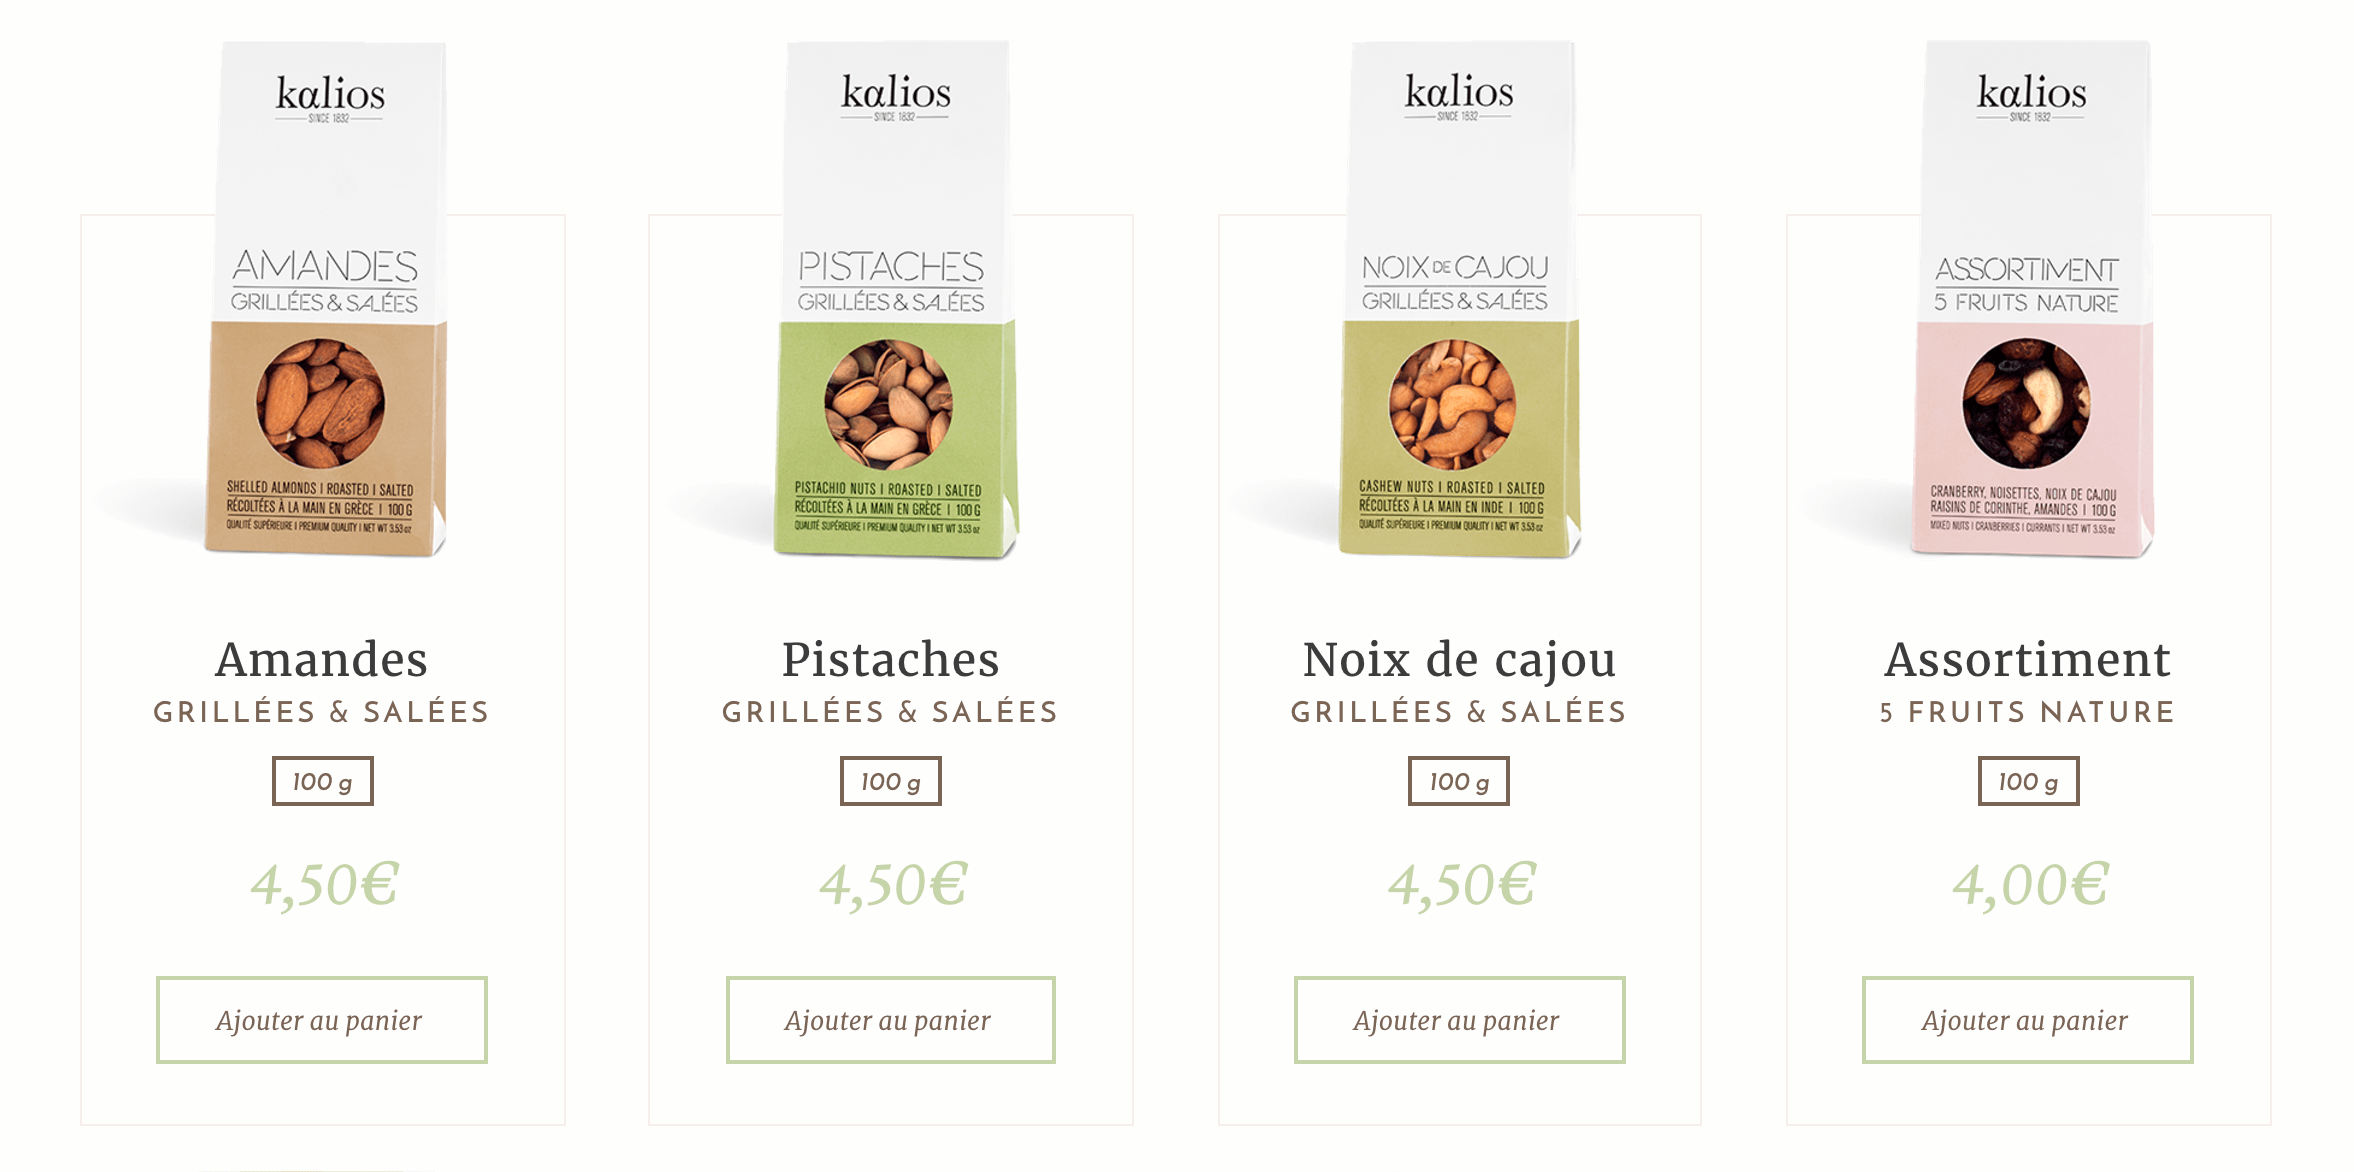 kαlios
SINCE 1832
AMANDES
GRILLÉES & SALÉES
SHELLED ALMONDS | ROASTED | SALTED
RÉCOLTÉES À LA MAIN EN GRÈCE | 100 G
QUALITÉ SUPÉRIEURE | PREMIUM QUALITY | NET WT 3.53 oz
Amandes
GRILLÉES & SALÉES
100 g
4,50€
Ajouter au panier
kαlios
SINCE 1832
PISTACHES
GRILLÉES & SALÉES
PISTACHIO NUTS | ROASTED | SALTED
RÉCOLTÉES À LA MAIN EN GRÈCE | 100 G
QUALITÉ SUPÉRIEURE | PREMIUM QUALITY | NET WT 3.53 oz
Pistaches
GRILLÉES & SALÉES
100 g
4,50€
Ajouter au panier
kαlios
SINCE 1832
NOIX DE CAJOU
GRILLÉES & SALÉES
CASHEW NUTS | ROASTED | SALTED
RÉCOLTÉES À LA MAIN EN INDE | 100 G
QUALITÉ SUPÉRIEURE | PREMIUM QUALITY | NET WT 3.53 oz
Noix de cajou
GRILLÉES & SALÉES
100 g
4,50€
Ajouter au panier
kαlios
SINCE 1832
ASSORTIMENT
5 FRUITS NATURE
CRANBERRY, NOISETTES, NOIX DE CAJOU
RAISINS DE CORINTHE, AMANDES | 100 G
MIXED NUTS | CRANBERRIES | CURRANTS | NET WT 3.53 oz
Assortiment
5 FRUITS NATURE
100 g
4,00€
Ajouter au panier